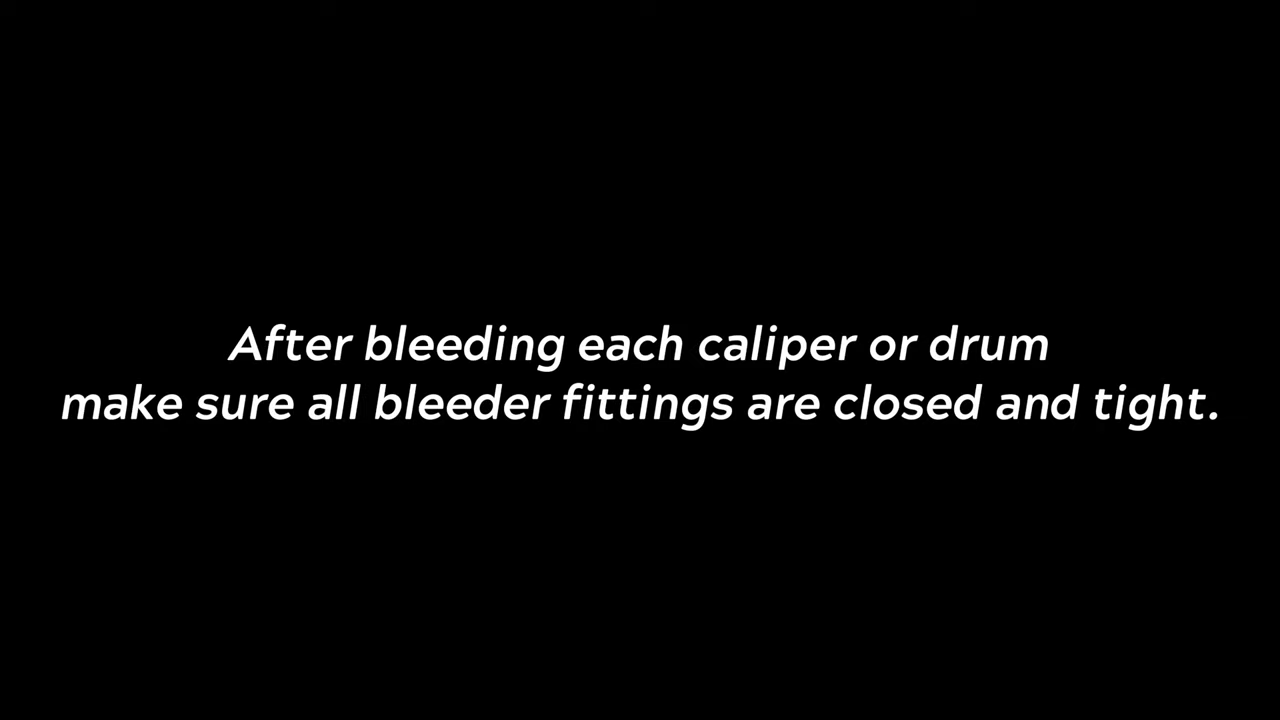 After bleeding each caliper or drum
make sure all bleeder fittings are closed and tight.